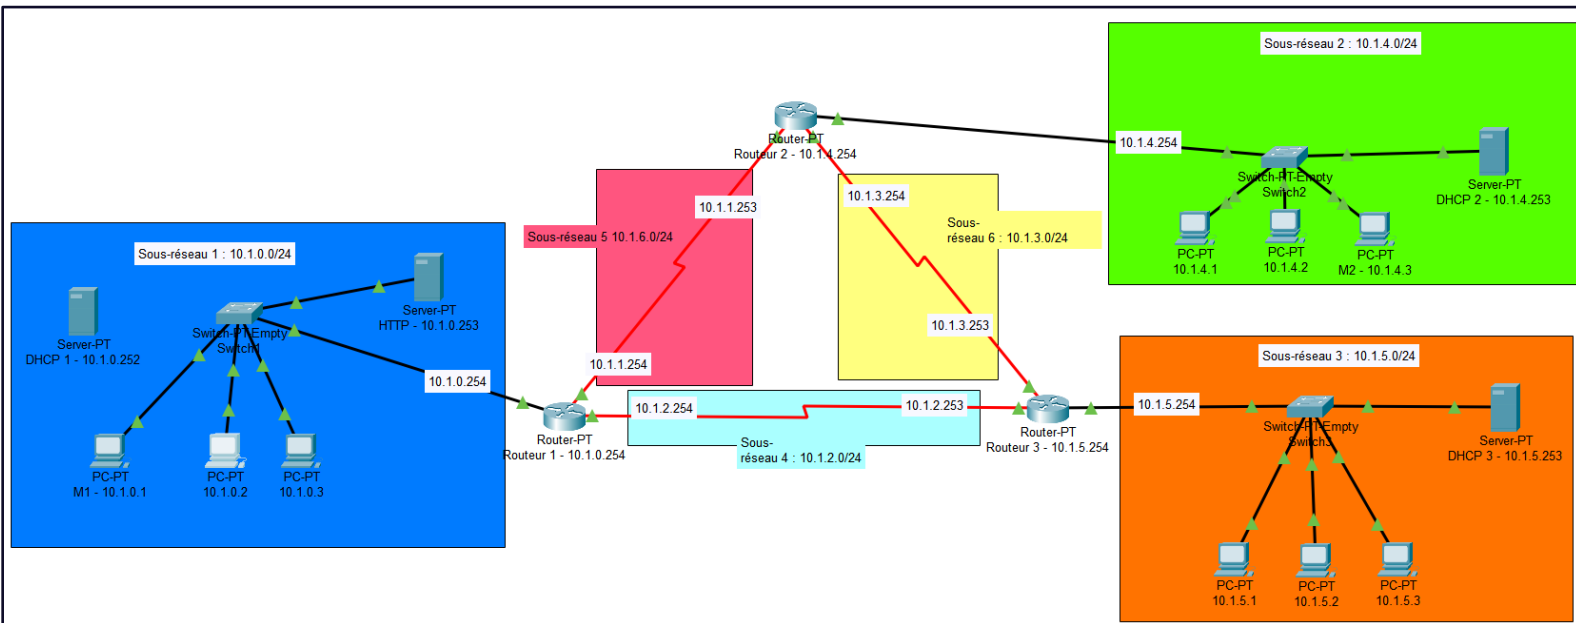 Sous-réseau 2 : 10.1.4.0/24
Router-PT
Routeur 2 - 10.1.4.254
10.1.4.254
Switch-PT-Empty
Switch2
Server-PT
DHCP 2 - 10.1.4.253
PC-PT
10.1.4.1
PC-PT
10.1.4.2
PC-PT
M2 - 10.1.4.3
10.1.1.253
10.1.3.254
Sous-réseau 5 10.1.6.0/24
Sous-
réseau 6 : 10.1.3.0/24
10.1.3.253
10.1.1.254
Sous-réseau 1 : 10.1.0.0/24
Server-PT
HTTP - 10.1.0.253
Switch-PT-Empty
Switch1
Server-PT
DHCP 1 - 10.1.0.252
10.1.0.254
PC-PT
M1 - 10.1.0.1
PC-PT
10.1.0.2
PC-PT
10.1.0.3
Router-PT
Routeur 1 - 10.1.0.254
10.1.2.254
10.1.2.253
Sous-
réseau 4 : 10.1.2.0/24
Router-PT
Routeur 3 - 10.1.5.254
Sous-réseau 3 : 10.1.5.0/24
10.1.5.254
Switch-PT-Empty
Switch3
Server-PT
DHCP 3 - 10.1.5.253
PC-PT
10.1.5.1
PC-PT
10.1.5.2
PC-PT
10.1.5.3